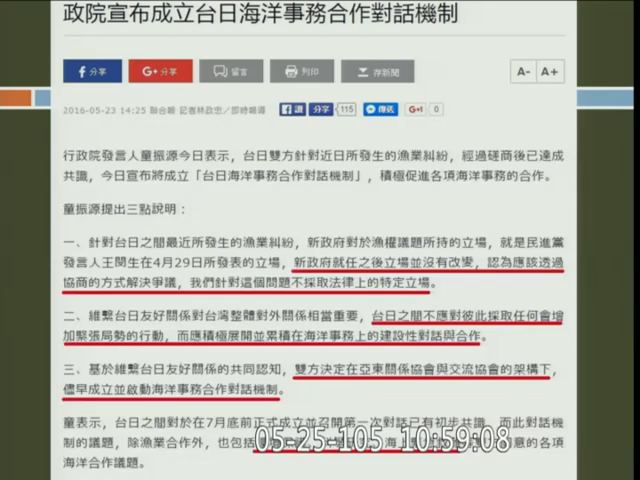 政院宣布成立台日海洋事務合作對話機制
分享 分享 留言 列印 存新聞 A- A+
2016-05-23 14:25 聯合報 記者林政忠╱即時報導 讚 分享 115 傳送 G+1 0
行政院發言人童振源今日表示，台日雙方針對近日所發生的漁業糾紛，經過磋商後已達成
共識，今日宣布將成立「台日海洋事務合作對話機制」，積極促進各項海洋事務的合作。
童振源提出三點說明：
一、針對台日之間最近所發生的漁業糾紛，新政府對於漁權議題所持的立場，就是民進黨
發言人王閔生在4月29日所發表的立場，新政府就任之後立場並沒有改變，認為應該透過
協商的方式解決爭議，我們針對這個問題不採取法律上的特定立場。
二、維繫台日友好關係對台灣整體對外關係相當重要，台日之間不應對彼此採取任何會增
加緊張局勢的行動，而應積極展開並累積在海洋事務上的建設性對話與合作。
三、基於維繫台日友好關係的共同認知，雙方決定在亞東關係協會與交流協會的架構下，
儘早成立並啟動海洋事務合作對話機制。
童表示，台日之間對於在7月底前正式成立並召開第一次對話已有初步共識，而此對話機
制的議題，除漁業合作外，也包括
意的各項
海洋合作議題。
05-25-105 10:59:08